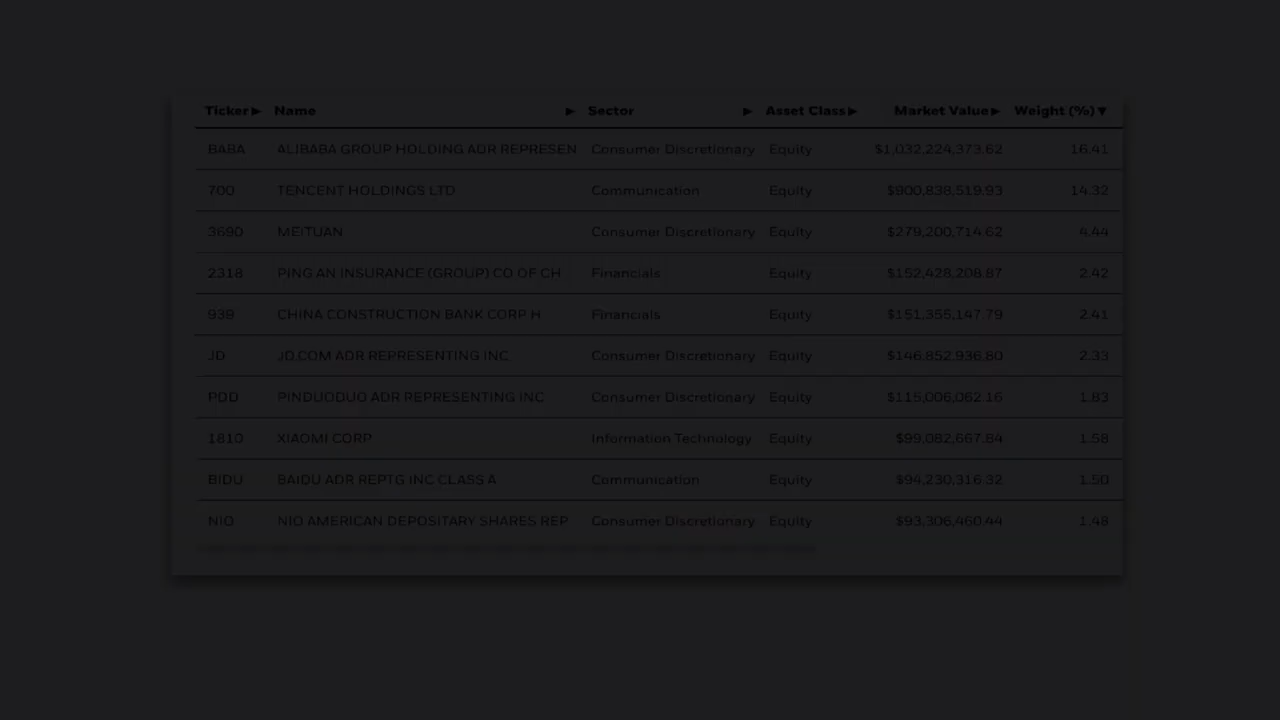 Ticker▶ Name ▶ Sector ▶ Asset Class▶ Market Value▶ Weight (%)▼
BABA ALIBABA GROUP HOLDING ADR REPRESEN Consumer Discretionary Equity $1,032,224,373.62 16.41
700 TENCENT HOLDINGS LTD Communication Equity $900,838,519.93 14.32
3690 MEITUAN Consumer Discretionary Equity $279,200,714.62 4.44
2318 PING AN INSURANCE (GROUP) CO OF CH Financials Equity $152,428,208.87 2.42
939 CHINA CONSTRUCTION BANK CORP H Financials Equity $151,355,147.79 2.41
JD JD.COM ADR REPRESENTING INC Consumer Discretionary Equity $146,852,936.80 2.33
PDD PINDUODUO ADR REPRESENTING INC Consumer Discretionary Equity $115,006,062.16 1.83
1810 XIAOMI CORP Information Technology Equity $99,082,667.84 1.58
BIDU BAIDU ADR REPTG INC CLASS A Communication Equity $94,230,316.32 1.50
NIO NIO AMERICAN DEPOSITARY SHARES REP Consumer Discretionary Equity $93,306,460.44 1.48